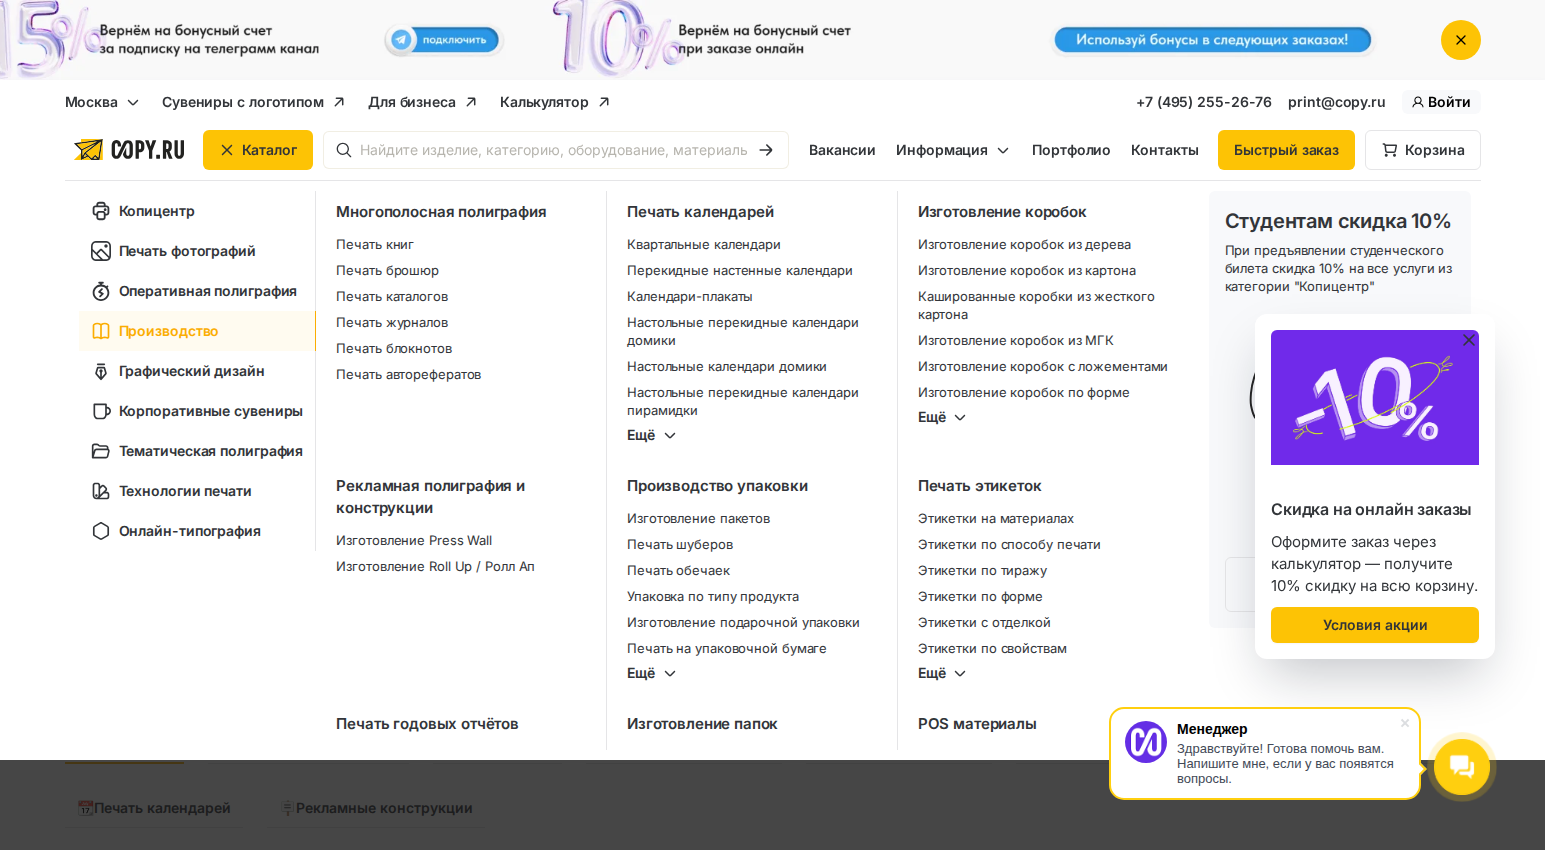 15%
Вернём на бонусный счет
за подписку на телеграмм канал
подключить
10%
Вернём на бонусный счет
при заказе онлайн
Используй бонусы в следующих заказах!
Москва
Сувениры с логотипом
Для бизнеса
Калькулятор
+7 (495) 255-26-76
print@copy.ru
Войти
COPY.RU
Каталог
Найдите изделие, категорию, оборудование, материаль
Вакансии
Информация
Портфолио
Контакты
Быстрый заказ
Корзина
Копицентр
Печать фотографий
Оперативная полиграфия
Производство
Графический дизайн
Корпоративные сувениры
Тематическая полиграфия
Технологии печати
Онлайн-типография
Многополосная полиграфия
Печать книг
Печать брошюр
Печать каталогов
Печать журналов
Печать блокнотов
Печать авторефератов
Печать календарей
Квартальные календари
Перекидные настенные календари
Календари-плакаты
Настольные перекидные календари
домики
Настольные календари домики
Настольные перекидные календари
пирамидки
Ещё
Изготовление коробок
Изготовление коробок из дерева
Изготовление коробок из картона
Кашированные коробки из жесткого
картона
Изготовление коробок из МГК
Изготовление коробок с ложементами
Изготовление коробок по форме
Ещё
Рекламная полиграфия и
конструкции
Изготовление Press Wall
Изготовление Roll Up / Ролл Ап
Производство упаковки
Изготовление пакетов
Печать шуберов
Печать обечаек
Упаковка по типу продукта
Изготовление подарочной упаковки
Печать на упаковочной бумаге
Ещё
Печать этикеток
Этикетки на материалах
Этикетки по способу печати
Этикетки по тиражу
Этикетки по форме
Этикетки с отделкой
Этикетки по свойствам
Ещё
Печать годовых отчётов
Изготовление папок
POS материалы
Студентам скидка 10%
При предъявлении студенческого
билета скидка 10% на все услуги из
категории "Копицентр"
-10%
Скидка на онлайн заказы
Оформите заказ через
калькулятор — получите
10% скидку на всю корзину.
Условия акции
Менеджер
Здравствуйте! Готова помочь вам.
Напишите мне, если у вас появятся
вопросы.
Печать календарей
Рекламные конструкции